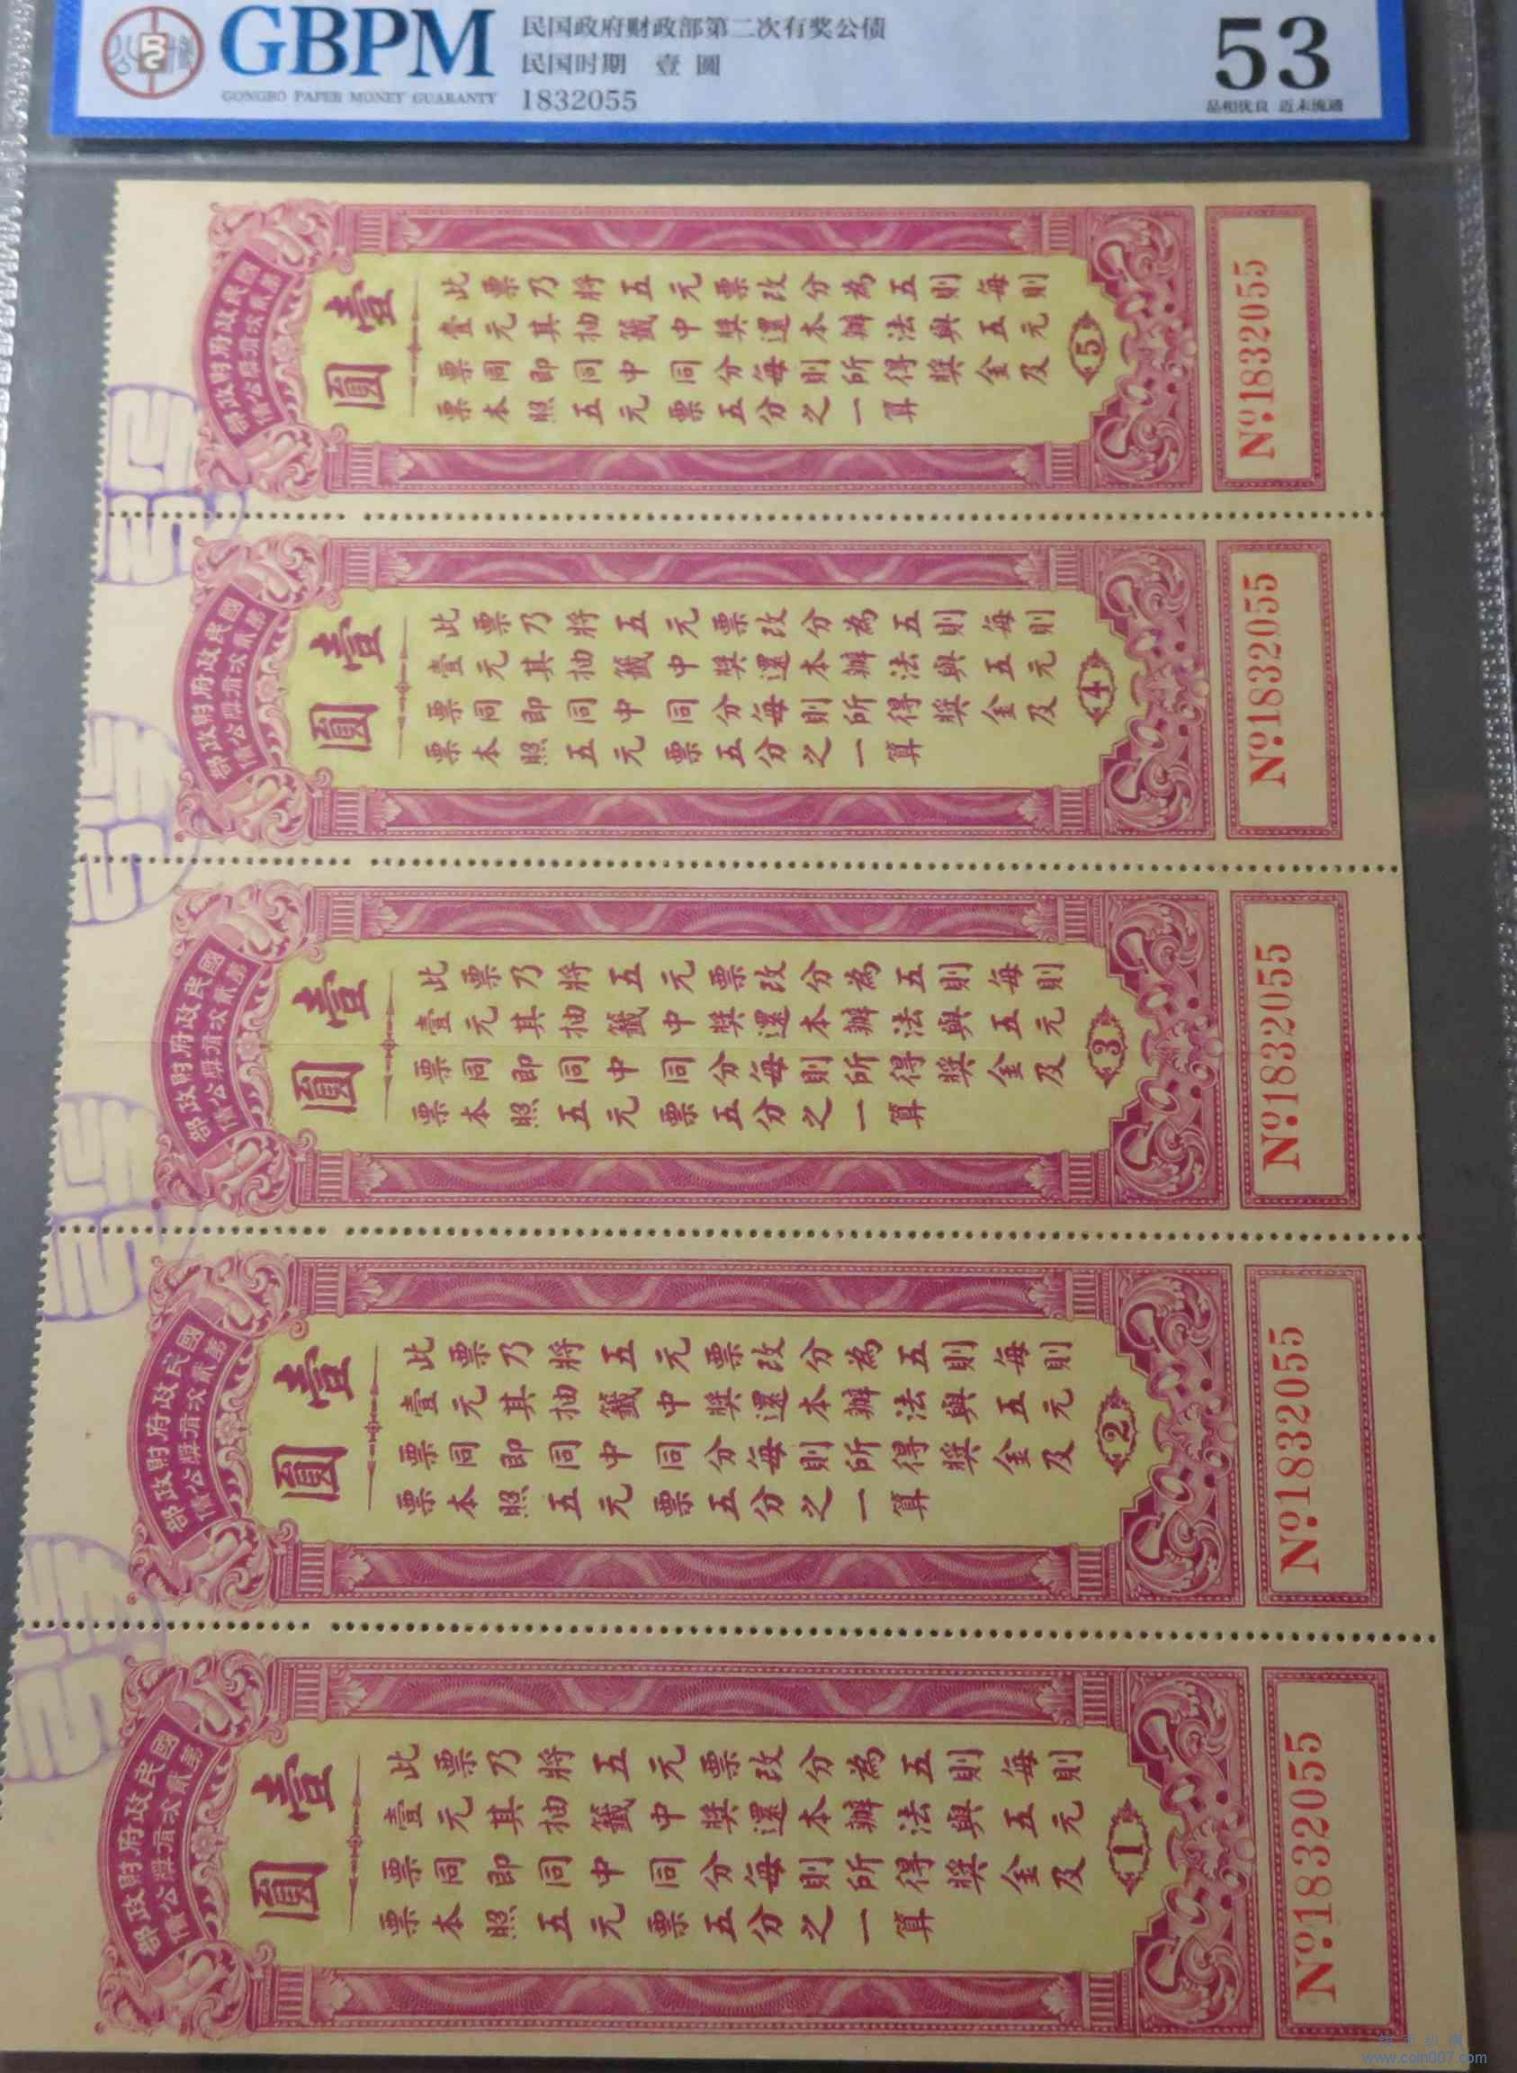 GBPM
GONGBO PAPER MONEY GUARANTY
民国政府财政部第二次有奖公债
民国时期 壹圆
1832055
53
品相优良 近未流通
國民政府財政部
第貳次有獎公債
壹圓
此票乃將五元票改分為五則每則
壹元其抽籤中獎還本辦法與五元
票同即同中同分每則所得獎金及
票本照五元票五分之一算
5
№1832055
國民政府財政部
第貳次有獎公債
壹圓
此票乃將五元票改分為五則每則
壹元其抽籤中獎還本辦法與五元
票同即同中同分每則所得獎金及
票本照五元票五分之一算
4
№1832055
國民政府財政部
第貳次有獎公債
壹圓
此票乃將五元票改分為五則每則
壹元其抽籤中獎還本辦法與五元
票同即同中同分每則所得獎金及
票本照五元票五分之一算
3
№1832055
國民政府財政部
第貳次有獎公債
壹圓
此票乃將五元票改分為五則每則
壹元其抽籤中獎還本辦法與五元
票同即同中同分每則所得獎金及
票本照五元票五分之一算
2
№1832055
國民政府財政部
第貳次有獎公債
壹圓
此票乃將五元票改分為五則每則
壹元其抽籤中獎還本辦法與五元
票同即同中同分每則所得獎金及
票本照五元票五分之一算
1
№1832055
www.coin007.com